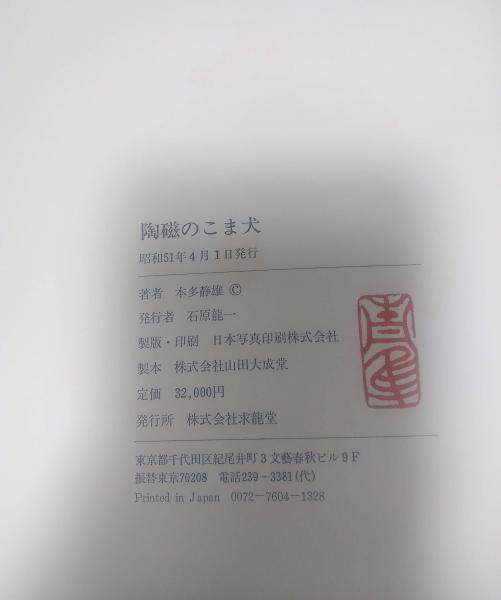 陶磁のこま犬
昭和51年4月1日発行
著者 本多静雄 ©
発行者 石原龍一
製版・印刷 日本写真印刷株式会社
製本 株式会社山田大成堂
定価 32,000円
発行所 株式会社求龍堂
東京都千代田区紀尾井町3文藝春秋ビル9F
振替東京70208 電話239-3381(代)
Printed in Japan 0072-7604-1328